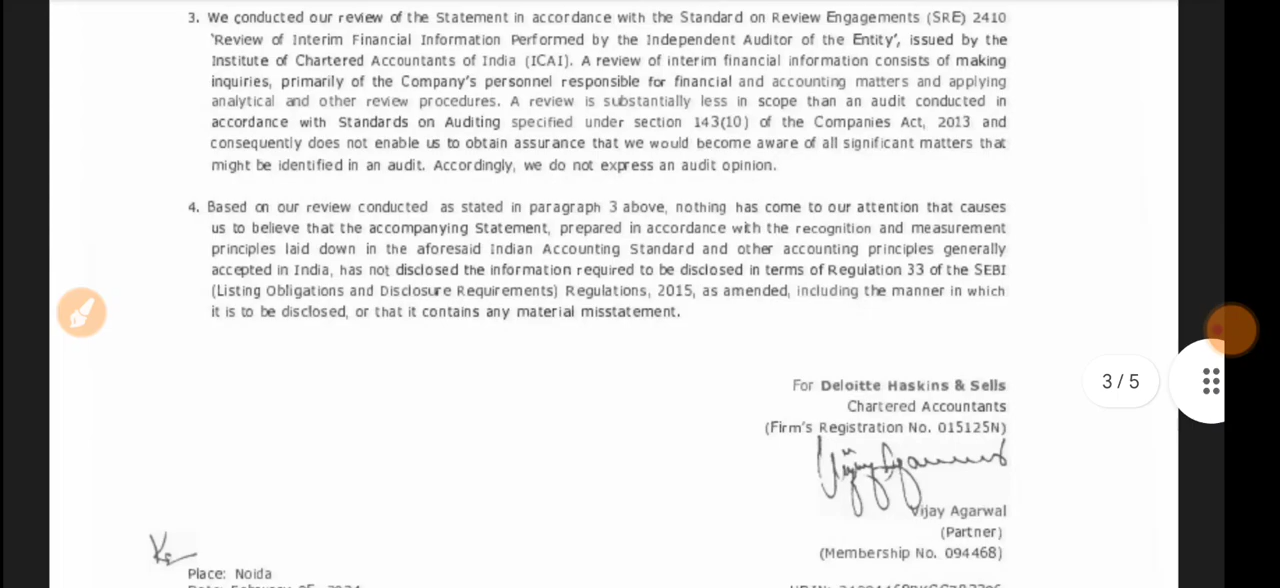 3. We conducted our review of the Statement in accordance with the Standard on Review Engagements (SRE) 2410
'Review of Interim Financial Information Performed by the Independent Auditor of the Entity', issued by the
Institute of Chartered Accountants of India (ICAI). A review of interim financial information consists of making
inquiries, primarily of the Company's personnel responsible for financial and accounting matters and applying
analytical and other review procedures. A review is substantially less in scope than an audit conducted in
accordance with Standards on Auditing specified under section 143(10) of the Companies Act, 2013 and
consequently does not enable us to obtain assurance that we would become aware of all significant matters that
might be identified in an audit. Accordingly, we do not express an audit opinion.
4. Based on our review conducted as stated in paragraph 3 above, nothing has come to our attention that causes
us to believe that the accompanying Statement, prepared in accordance with the recognition and measurement
principles laid down in the aforesaid Indian Accounting Standard and other accounting principles generally
accepted in India, has not disclosed the information required to be disclosed in terms of Regulation 33 of the SEBI
(Listing Obligations and Disclosure Requirements) Regulations, 2015, as amended, including the manner in which
it is to be disclosed, or that it contains any material misstatement.
3 / 5
For Deloitte Haskins & Sells
Chartered Accountants
(Firm's Registration No. 015125N)
Vijay Agarwal
(Partner)
(Membership No. 094468)
Place: Noida